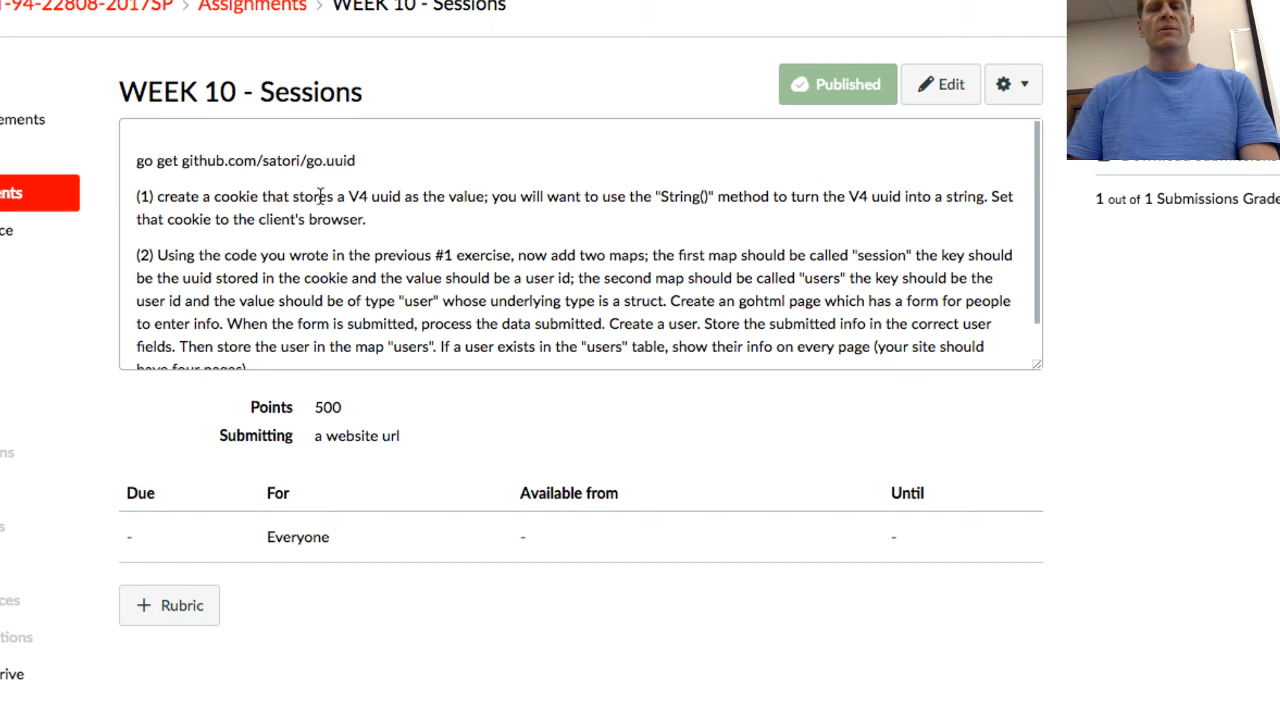 T-94-22808-2017SP > Assignments > WEEK 10 - Sessions
WEEK 10 - Sessions
Published
Edit
ements
go get github.com/satori/go.uuid
nts
(1) create a cookie that stores a V4 uuid as the value; you will want to use the "String()" method to turn the V4 uuid into a string. Set
1 out of 1 Submissions Grade
that cookie to the client's browser.
ce
(2) Using the code you wrote in the previous #1 exercise, now add two maps; the first map should be called "session" the key should
be the uuid stored in the cookie and the value should be a user id; the second map should be called "users" the key should be the
user id and the value should be of type "user" whose underlying type is a struct. Create an gohtml page which has a form for people
to enter info. When the form is submitted, process the data submitted. Create a user. Store the submitted info in the correct user
fields. Then store the user in the map "users". If a user exists in the "users" table, show their info on every page (your site should
have four pages)
Points 500
Submitting a website url
ns
Due For Available from Until
s
- Everyone - -
ces
+ Rubric
tions
rive